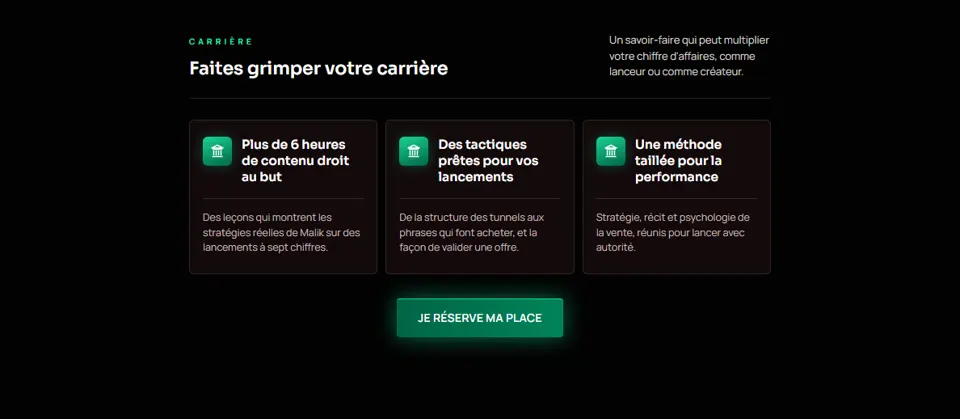 CARRIÈRE
Faites grimper votre carrière
Un savoir-faire qui peut multiplier
votre chiffre d'affaires, comme
lanceur ou comme créateur.
Plus de 6 heures
de contenu droit
au but
Des leçons qui montrent les
stratégies réelles de Malik sur des
lancements à sept chiffres.
Des tactiques
prêtes pour vos
lancements
De la structure des tunnels aux
phrases qui font acheter, et la
façon de valider une offre.
Une méthode
taillée pour la
performance
Stratégie, récit et psychologie de
la vente, réunis pour lancer avec
autorité.
JE RÉSERVE MA PLACE